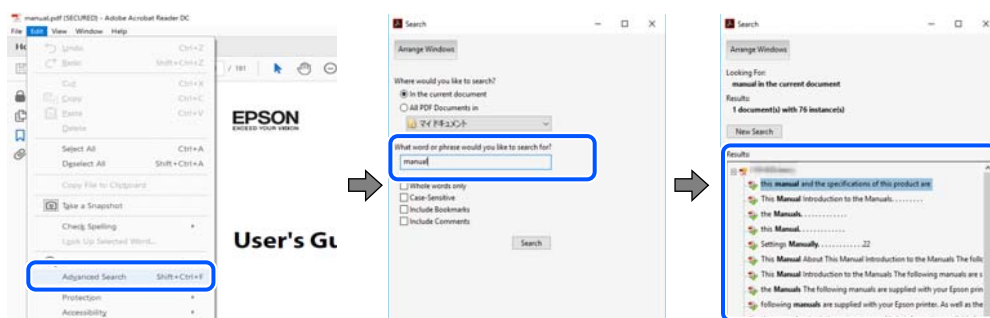 manual.pdf (SECURED) - Adobe Acrobat Reader DC
File Edit View Window Help
Undo Ctrl+Z
Redo Shift+Ctrl+Z
Cut Ctrl+X
Copy Ctrl+C
Paste Ctrl+V
Delete
Select All Ctrl+A
Deselect All Shift+Ctrl+A
Copy File to Clipboard
Take a Snapshot
Check Spelling
Look Up Selected Word...
Advanced Search Shift+Ctrl+F
Protection
Accessibility
/ 181
EPSON
EXCEED YOUR VISION
User's Gu
Search
Arrange Windows
Where would you like to search?
In the current document
All PDF Documents in
マイドキュメント
What word or phrase would you like to search for?
manual
Whole words only
Case-Sensitive
Include Bookmarks
Include Comments
Search
Search
Arrange Windows
Looking For:
manual in the current document
Results:
1 document(s) with 76 instance(s)
New Search
Results
this manual and the specifications of this product are
This Manual Introduction to the Manuals. . . . . . . . .
the Manuals. . . . . . . . . . . . .
this Manual. . . . . . . . . . . . .
Settings Manually. . . . . . . . . . . . .22
This Manual About This Manual Introduction to the Manuals The follo
This Manual Introduction to the Manuals The following manuals are s
the Manuals The following manuals are supplied with your Epson prin
following manuals are supplied with your Epson printer. As well as the